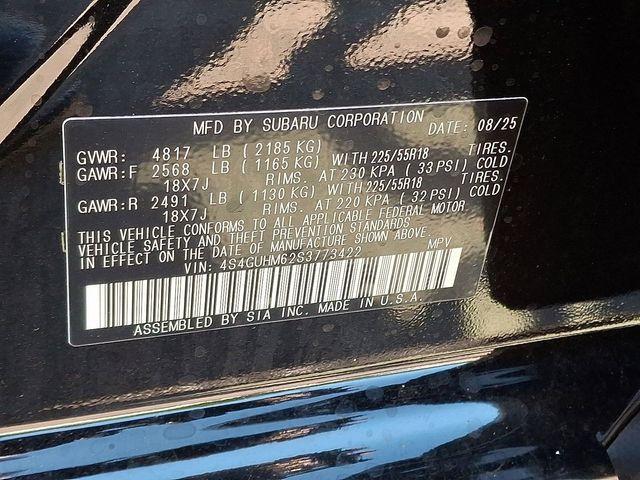 MFD BY SUBARU CORPORATION DATE: 08/25
GVWR: 4817 LB (2185 KG)
GAWR:F 2568 LB (1165 KG) WITH 225/55R18 TIRES.
18X7J RIMS. AT 230 KPA (33 PSI) COLD
GAWR:R 2491 LB (1130 KG) WITH 225/55R18 TIRES.
18X7J RIMS. AT 220 KPA (32 PSI) COLD
THIS VEHICLE CONFORMS TO ALL APPLICABLE FEDERAL MOTOR
VEHICLE SAFETY AND THEFT PREVENTION STANDARDS
IN EFFECT ON THE DATE OF MANUFACTURE SHOWN ABOVE.
VIN: 4S4GUHM62S3773422 MPV
ASSEMBLED BY SIA INC. MADE IN U.S.A.